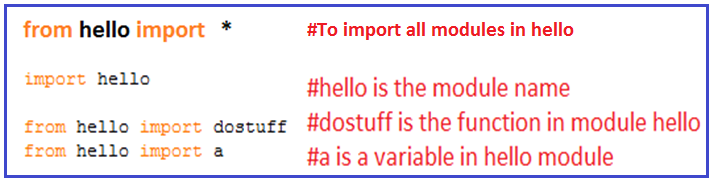 from hello import * #To import all modules in hello
import hello #hello is the module name
from hello import dostuff #dostuff is the function in module hello
from hello import a #a is a variable in hello module